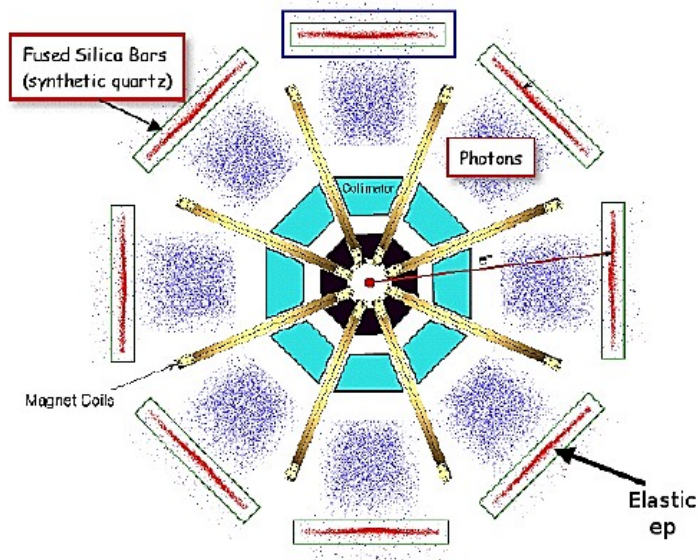 Fused Silica Bars
(synthetic quartz)
Photons
Collimator
e⁻
Magnet Coils
Elastic
ep